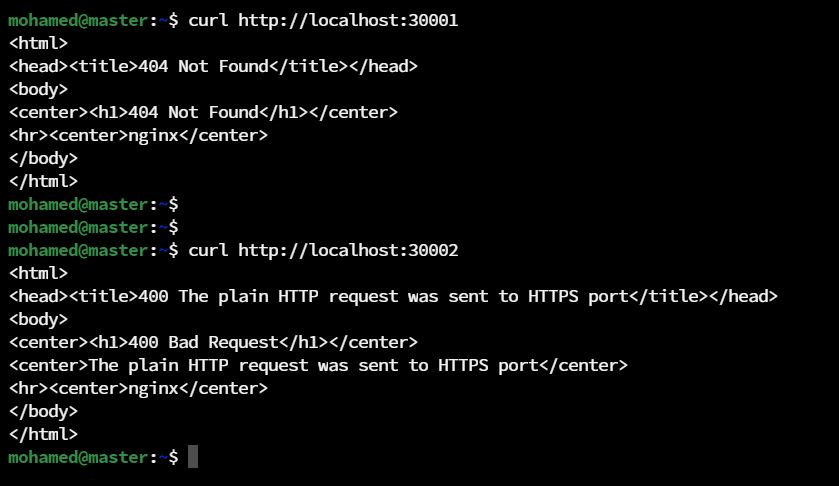 mohamed@master:~$ curl http://localhost:30001
<html>
<head><title>404 Not Found</title></head>
<body>
<center><h1>404 Not Found</h1></center>
<hr><center>nginx</center>
</body>
</html>
mohamed@master:~$
mohamed@master:~$
mohamed@master:~$ curl http://localhost:30002
<html>
<head><title>400 The plain HTTP request was sent to HTTPS port</title></head>
<body>
<center><h1>400 Bad Request</h1></center>
<center>The plain HTTP request was sent to HTTPS port</center>
<hr><center>nginx</center>
</body>
</html>
mohamed@master:~$